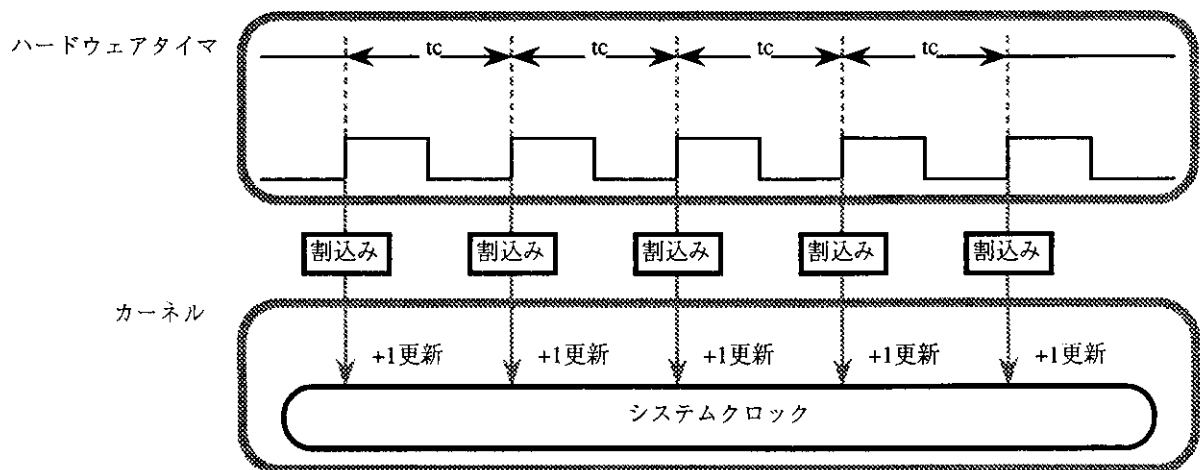 ハードウェアタイマ
tc tc tc tc
割込み 割込み 割込み 割込み 割込み
カーネル
+1更新 +1更新 +1更新 +1更新 +1更新
システムクロック